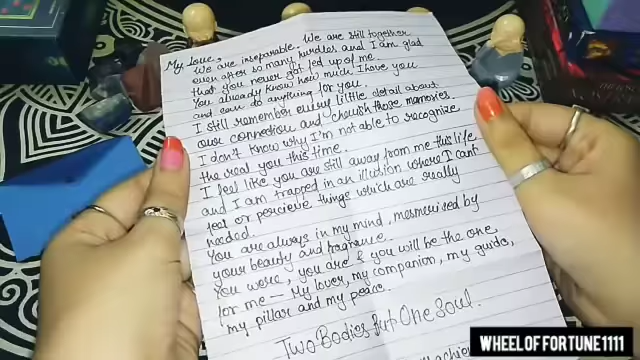 My Love,
We are inseparable. We are still together
even after so many hurdles and I am glad
that you never got fed up of me.
You already know how much I love you
and can do anything for you.
I still remember every little detail about
our connection and cherish those memories.
I don't know why I'm not able to recognize
the real you this time.
I feel like you are still away from me this life
and I am trapped in an illution where I can't
feel or percieve things which are really
needed.
You are always in my mind, mesmerised by
your beauty and fragrance.
You were, you are & you will be the one
for me — My lover, my companion, my guide,
my pillar and my peace.
Two Bodies but One Soul.
WHEEL OF FORTUNE1111